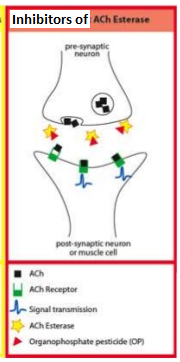 Inhibitors of ACh Esterase
pre-synaptic
neuron
post-synaptic neuron
or muscle cell
ACh
ACh Receptor
Signal transmission
ACh Esterase
Organophosphate pesticide (OP)